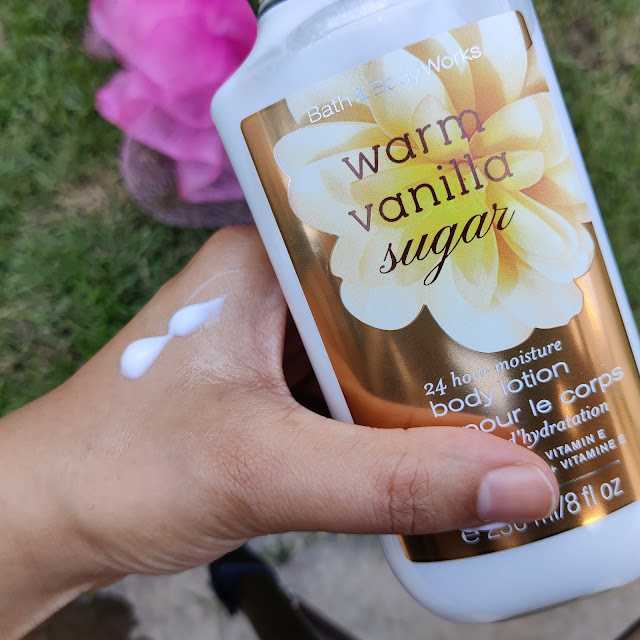 Bath & Body Works
warm
vanilla
sugar
24 hour moisture
body lotion
pour le corps
d'hydratation
VITAMIN E
+ VITAMINE
ml/8 fl oz